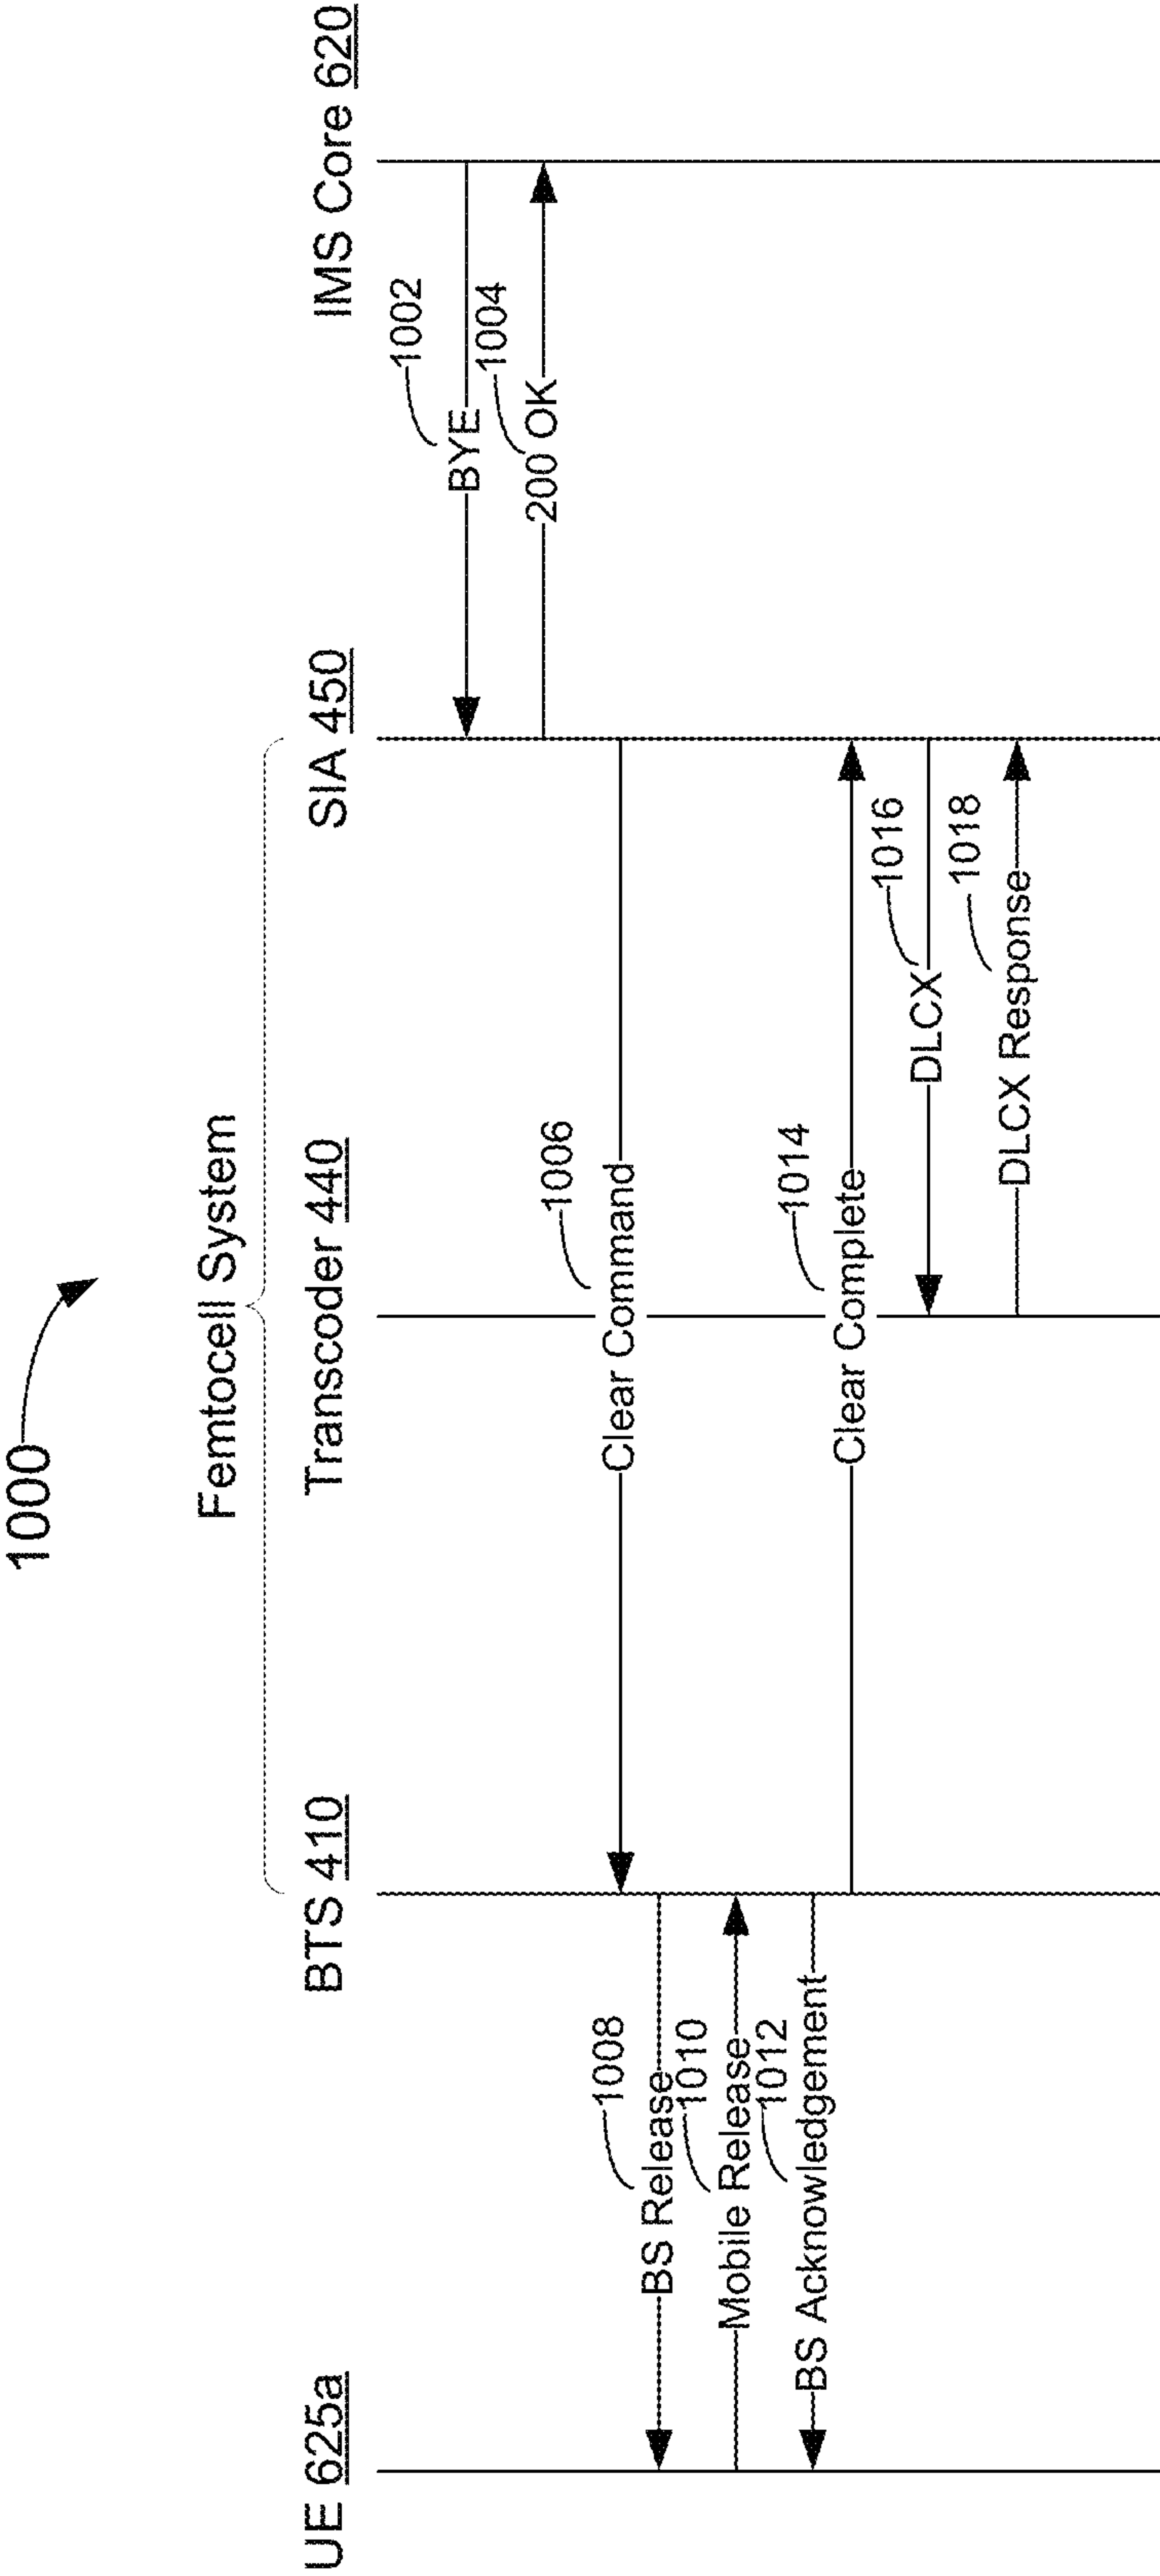 1000
Femtocell System
UE 625a
BTS 410
Transcoder 440
SIA 450
IMS Core 620
1002
BYE
1004
200 OK
1006
Clear Command
1008
BS Release
1010
Mobile Release
1012
BS Acknowledgement
1014
Clear Complete
1016
DLCX
1018
DLCX Response